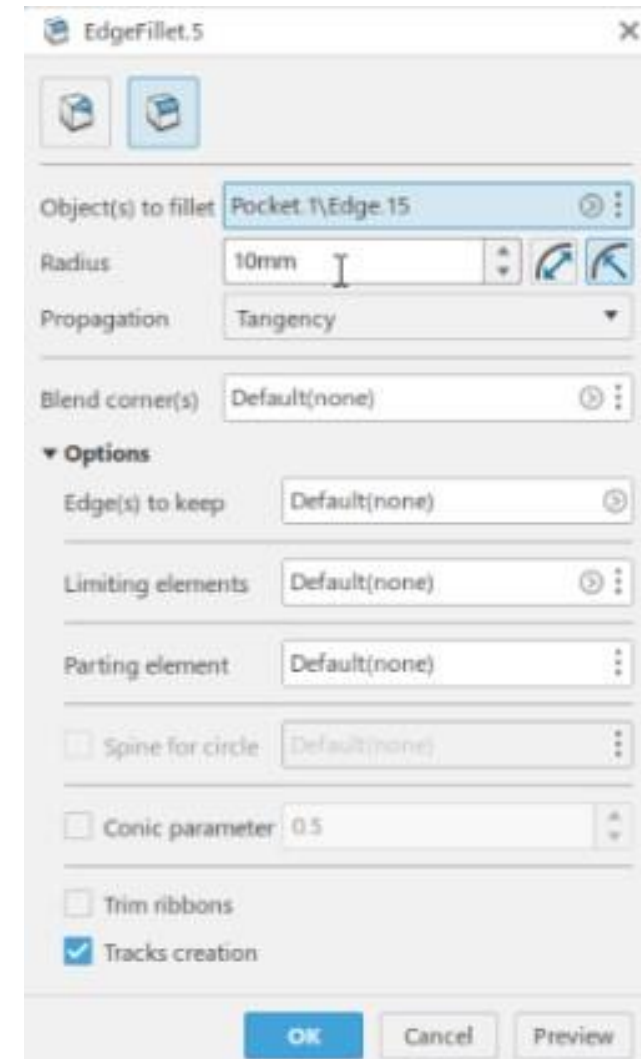 EdgeFillet.5
Object(s) to fillet Pocket.1\Edge.15
Radius 10mm
Propagation Tangency
Blend corner(s) Default(none)
Options
Edge(s) to keep Default(none)
Limiting elements Default(none)
Parting element Default(none)
Spine for circle Default(none)
Conic parameter 0.5
Trim ribbons
Tracks creation
OK Cancel Preview